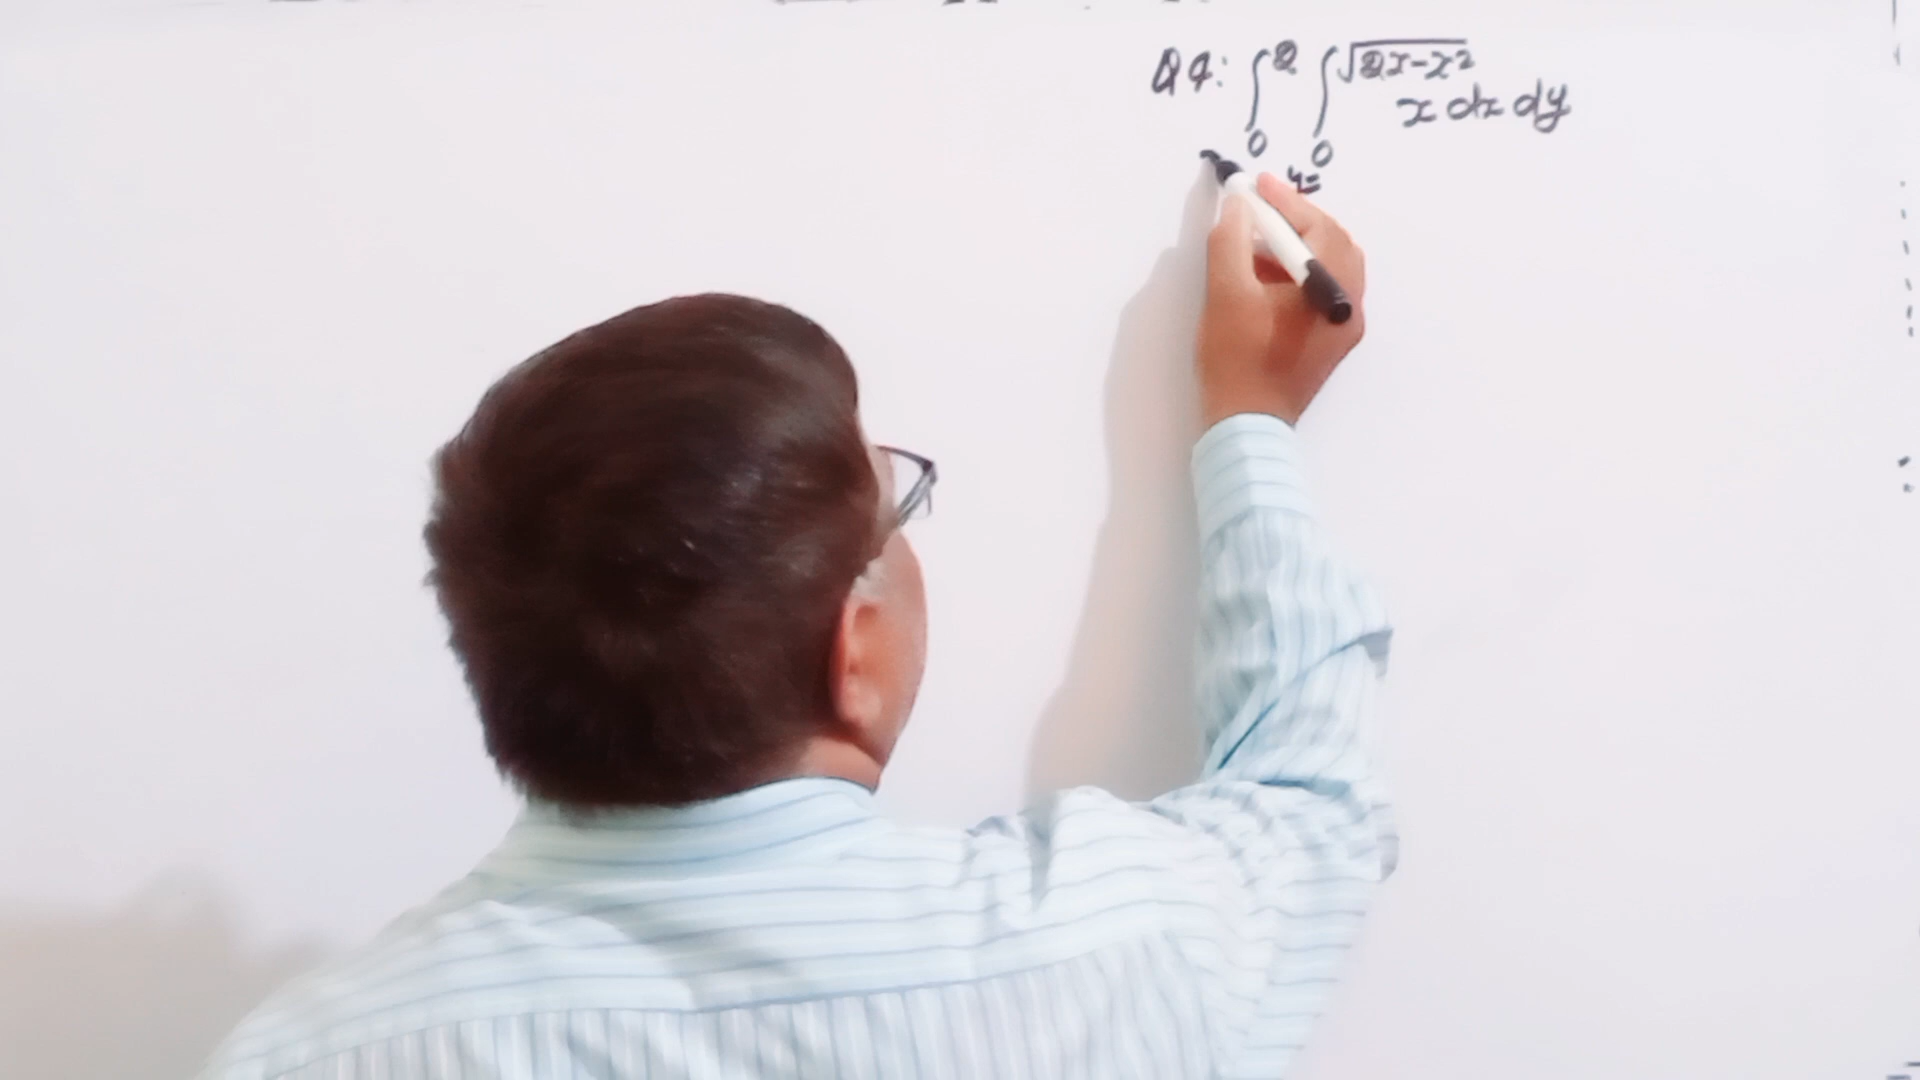 Q4: ∫₀² ∫₀^√(2x-x²) x dx dy
y=